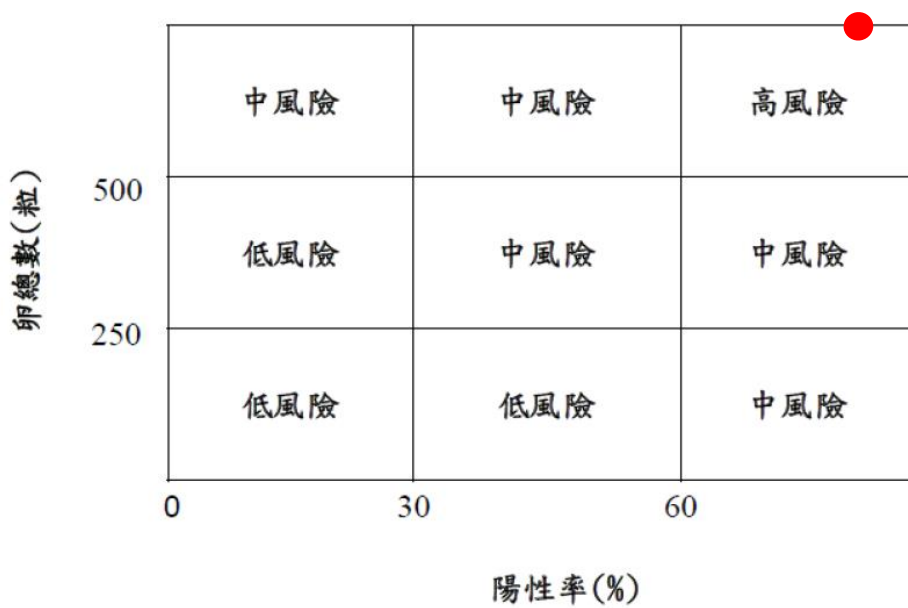 中風險 中風險 高風險
500
低風險 中風險 中風險
卵總數(粒)
250
低風險 低風險 中風險
0 30 60
陽性率(%)